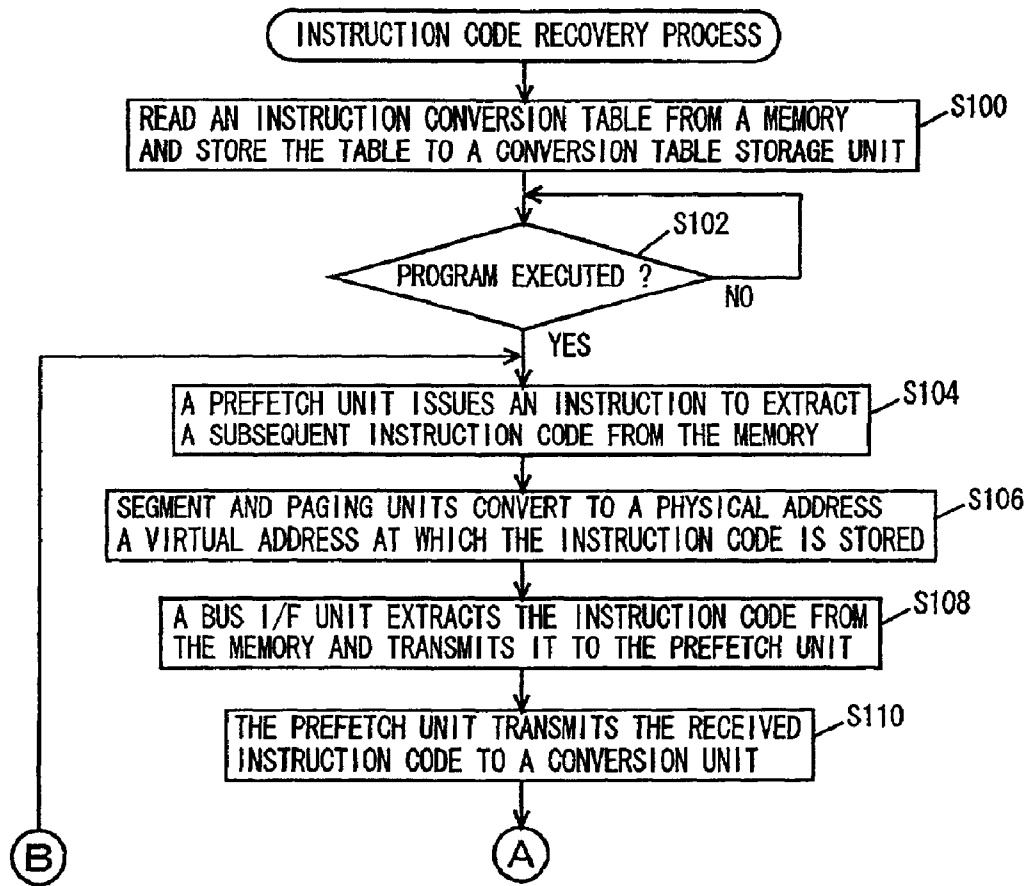 INSTRUCTION CODE RECOVERY PROCESS
READ AN INSTRUCTION CONVERSION TABLE FROM A MEMORY
AND STORE THE TABLE TO A CONVERSION TABLE STORAGE UNIT
S100
S102
PROGRAM EXECUTED ?
NO
YES
A PREFETCH UNIT ISSUES AN INSTRUCTION TO EXTRACT
A SUBSEQUENT INSTRUCTION CODE FROM THE MEMORY
S104
SEGMENT AND PAGING UNITS CONVERT TO A PHYSICAL ADDRESS
A VIRTUAL ADDRESS AT WHICH THE INSTRUCTION CODE IS STORED
S106
A BUS I/F UNIT EXTRACTS THE INSTRUCTION CODE FROM
THE MEMORY AND TRANSMITS IT TO THE PREFETCH UNIT
S108
THE PREFETCH UNIT TRANSMITS THE RECEIVED
INSTRUCTION CODE TO A CONVERSION UNIT
S110
B
A